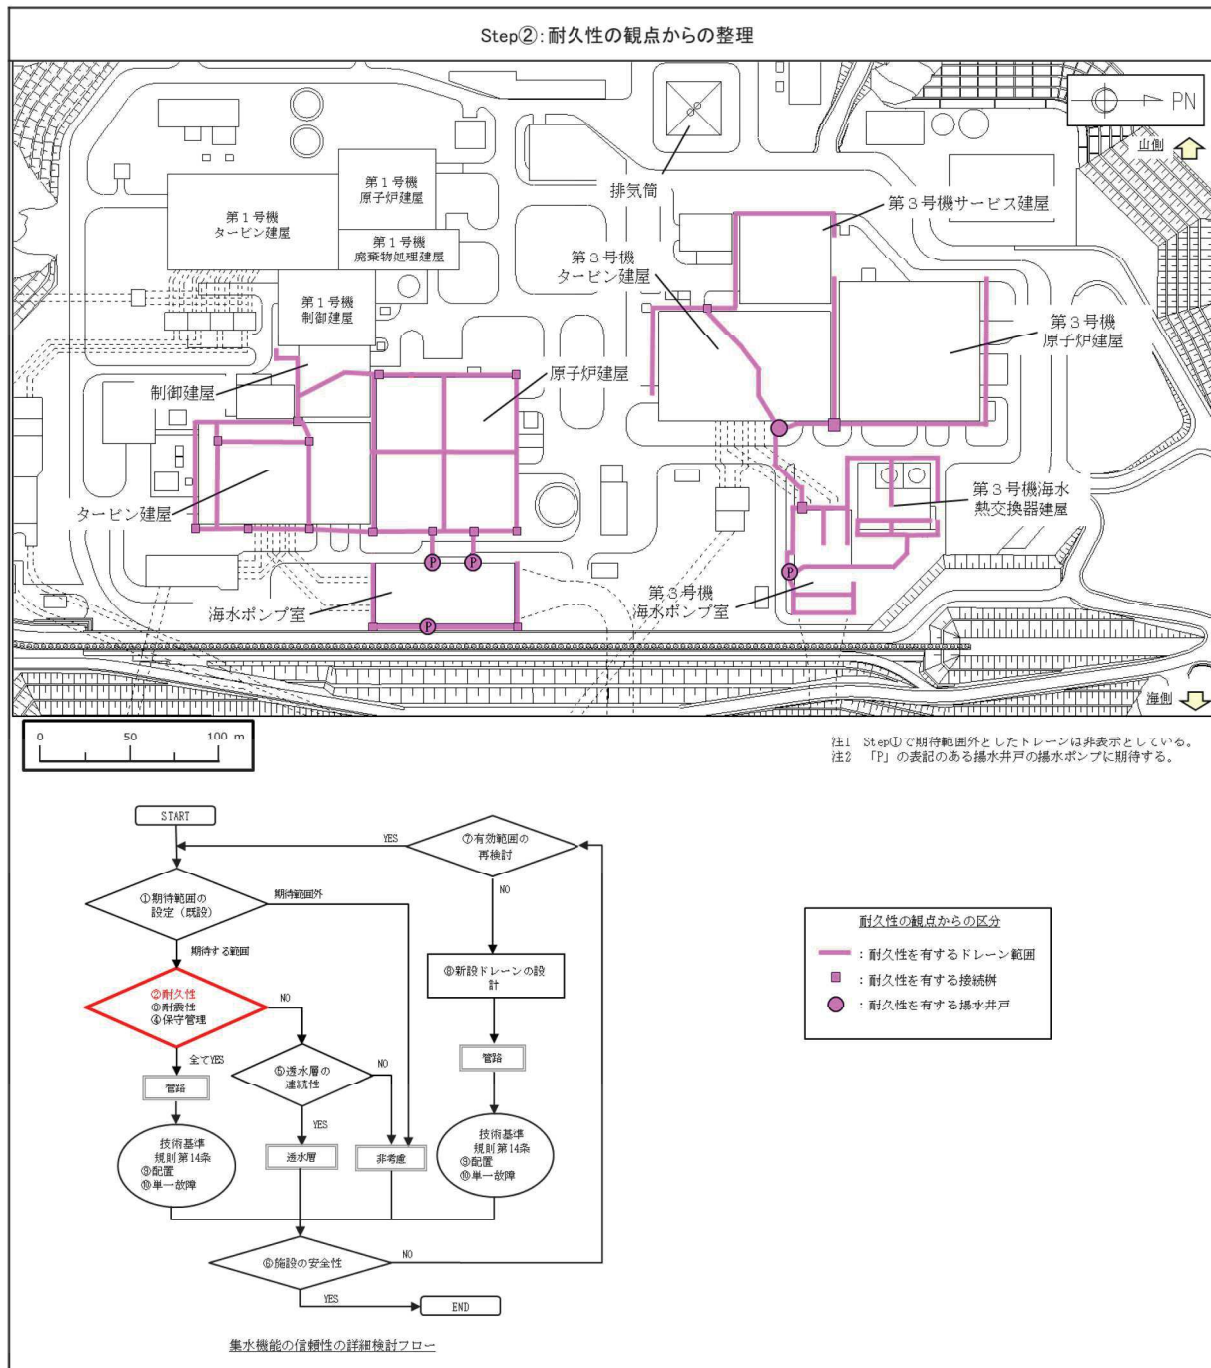 Step②:耐久性の観点からの整理
PN
山側
第1号機
原子炉建屋
第1号機
タービン建屋
第1号機
廃棄物処理建屋
第1号機
制御建屋
排気筒
第3号機サービス建屋
第3号機
タービン建屋
第3号機
原子炉建屋
制御建屋
原子炉建屋
タービン建屋
第3号機海水
熱交換器建屋
P
P
P
P
海水ポンプ室
第3号機
海水ポンプ室
海側
0 50 100 m
注1 Step①で期待範囲外としたドレーンは非表示としている。
注2 「P」の表記のある揚水井戸の揚水ポンプに期待する。
START
YES
⑦有効範囲の
再検討
NO
①期待範囲の
設定(既設)
期待範囲外
期待する範囲
②耐久性
③耐震性
④保守管理
NO
全てYES
管路
⑤透水層の
連続性
NO
YES
⑧新設ドレーンの設
計
管路
技術基準
規則第14条
⑨配置
⑩単一故障
透水層
非考慮
技術基準
規則第14条
⑨配置
⑩単一故障
⑥施設の安全性
NO
YES
END
集水機能の信頼性の詳細検討フロー
耐久性の観点からの区分
:耐久性を有するドレーン範囲
:耐久性を有する接続桝
:耐久性を有する揚水井戸